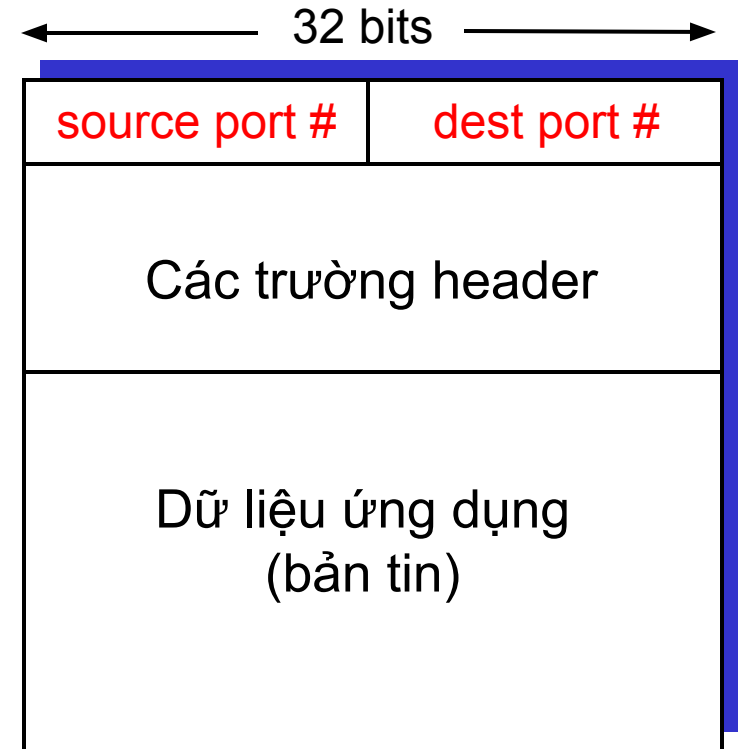 32 bits
source port # dest port #
Các trường header
Dữ liệu ứng dụng
(bản tin)